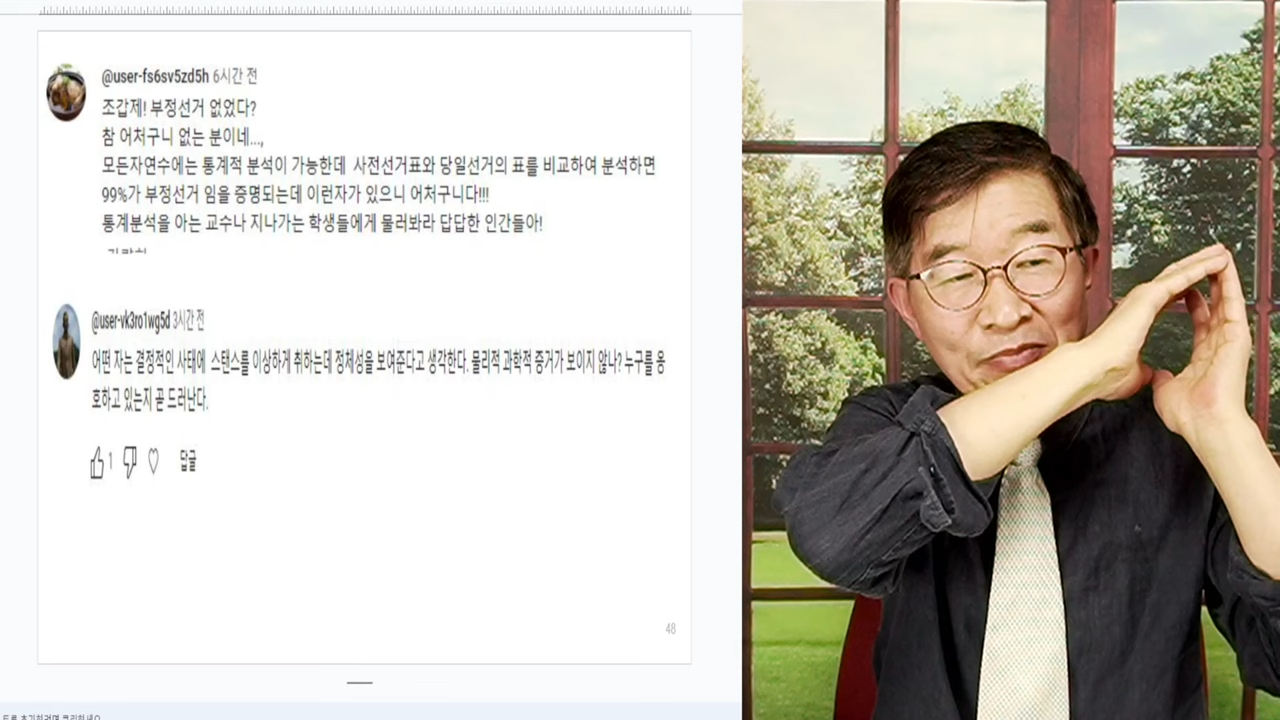 @user-fs6sv5zd5h 6시간 전
조갑제! 부정선거 없었다?
참 어처구니 없는 분이네...,
모든자연수에는 통계적 분석이 가능한데 사전선거표와 당일선거의 표를 비교하여 분석하면
99%가 부정선거 임을 증명되는데 이런자가 있으니 어처구니다!!!
통계분석을 아는 교수나 지나가는 학생들에게 물러봐라 답답한 인간들아!
@user-vk3ro1wg5d 3시간 전
어떤 자는 결정적인 사태에 스탠스를 이상하게 취하는데 정체성을 보여준다고 생각한다. 물리적 과학적 증거가 보이지 않나? 누구를 옹
호하고 있는지 곧 드러난다.
1 답글
48